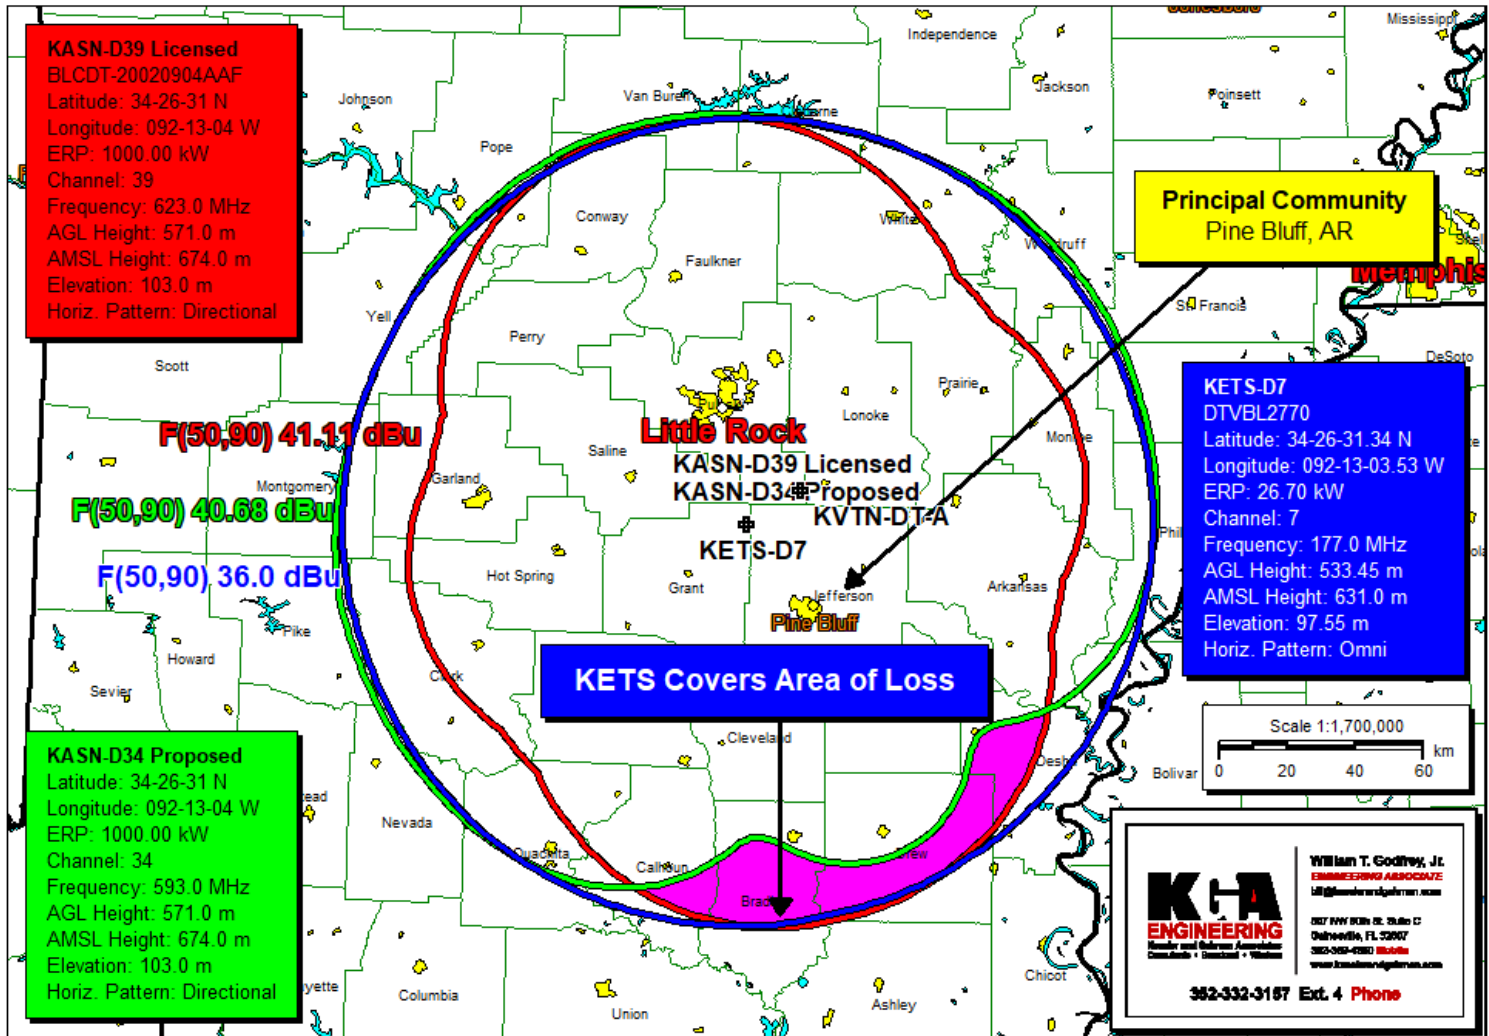 KASN-D39 Licensed
BLCDT-20020904AAF
Latitude: 34-26-31 N
Longitude: 092-13-04 W
ERP: 1000.00 kW
Channel: 39
Frequency: 623.0 MHz
AGL Height: 571.0 m
AMSL Height: 674.0 m
Elevation: 103.0 m
Horiz. Pattern: Directional
Independence
Mississippi
Johnson
Van Buren
Jackson
Poinsett
Pope
Principal Community
Pine Bluff, AR
Conway
White
Woodruff
Faulkner
Memphis
St. Francis
Yell
Perry
Scott
DeSoto
Prairie
Lonoke
F(50,90) 41.11 dBu
Little Rock
Monroe
Saline
KASN-D39 Licensed
Garland
Montgomery
KASN-D34 Proposed
F(50,90) 40.68 dBu
KVTN-DT-A
KETS-D7
F(50,90) 36.0 dBu
Hot Spring
Grant
Arkansas
Jefferson
Pine Bluff
Pike
Howard
Sevier
Clark
KETS-D7
DTVBL2770
Latitude: 34-26-31.34 N
Longitude: 092-13-03.53 W
ERP: 26.70 kW
Channel: 7
Frequency: 177.0 MHz
AGL Height: 533.45 m
AMSL Height: 631.0 m
Elevation: 97.55 m
Horiz. Pattern: Omni
KETS Covers Area of Loss
Cleveland
Scale 1:1,700,000
km
0 20 40 60
Bolivar
KASN-D34 Proposed
Latitude: 34-26-31 N
Longitude: 092-13-04 W
ERP: 1000.00 kW
Channel: 34
Frequency: 593.0 MHz
AGL Height: 571.0 m
AMSL Height: 674.0 m
Elevation: 103.0 m
Horiz. Pattern: Directional
Nevada
Ouachita
Calhoun
Columbia
Union
Ashley
Chicot
William T. Godfrey, Jr.
ENGINEERING ASSOCIATE
KGA
ENGINEERING
352-332-3157 Ext. 4 Phone